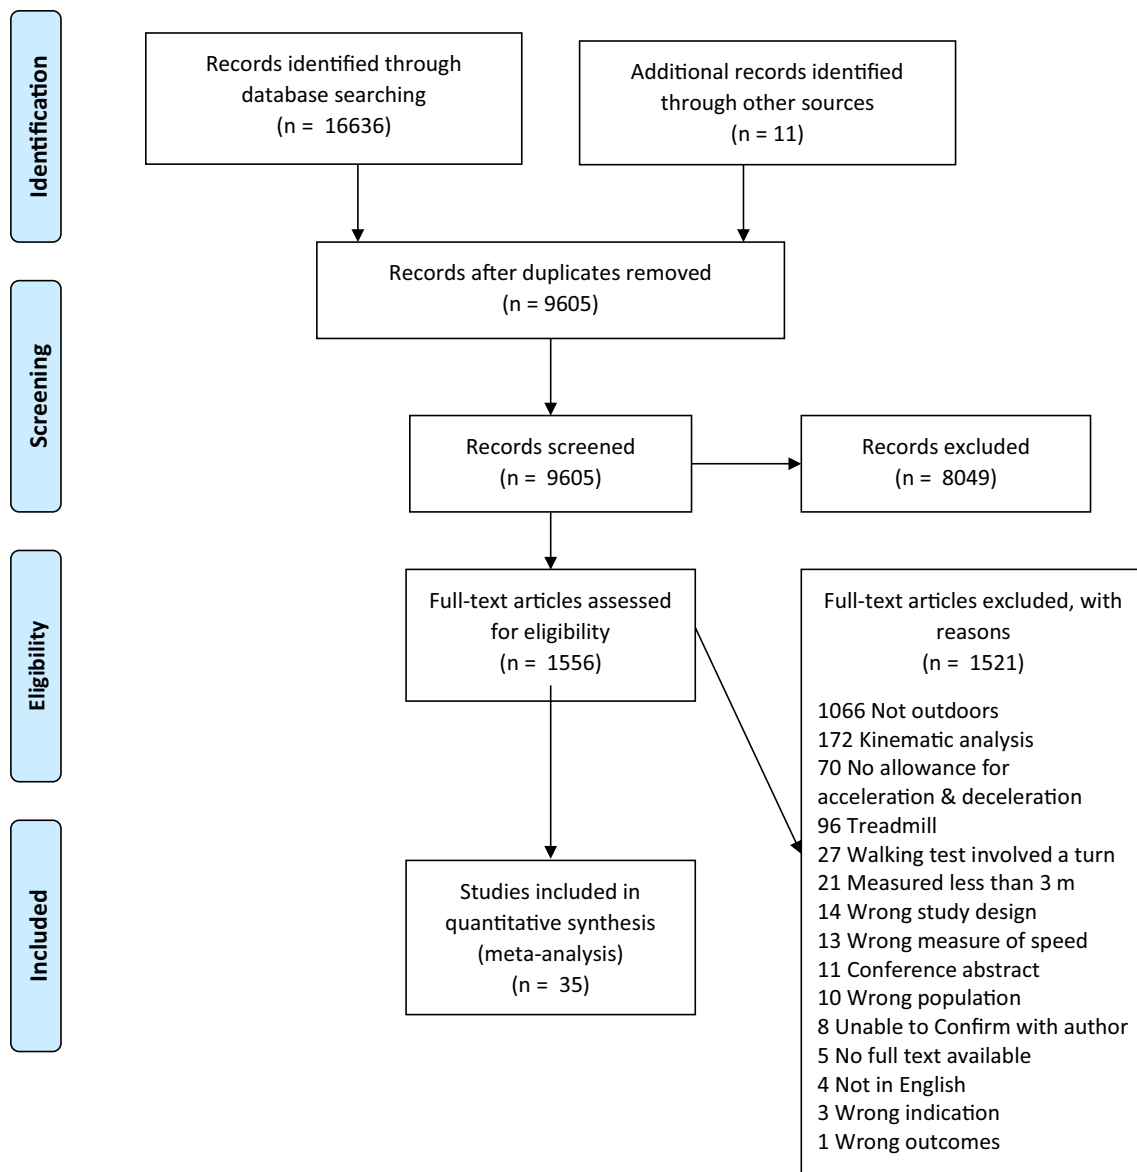 Identification
Records identified through
database searching
(n = 16636)
Additional records identified
through other sources
(n = 11)
Records after duplicates removed
(n = 9605)
Screening
Records screened
(n = 9605)
Records excluded
(n = 8049)
Eligibility
Full-text articles assessed
for eligibility
(n = 1556)
Full-text articles excluded, with
reasons
(n = 1521)
1066 Not outdoors
172 Kinematic analysis
70 No allowance for
acceleration & deceleration
96 Treadmill
27 Walking test involved a turn
21 Measured less than 3 m
14 Wrong study design
13 Wrong measure of speed
11 Conference abstract
10 Wrong population
8 Unable to Confirm with author
5 No full text available
4 Not in English
3 Wrong indication
1 Wrong outcomes
Included
Studies included in
quantitative synthesis
(meta-analysis)
(n = 35)